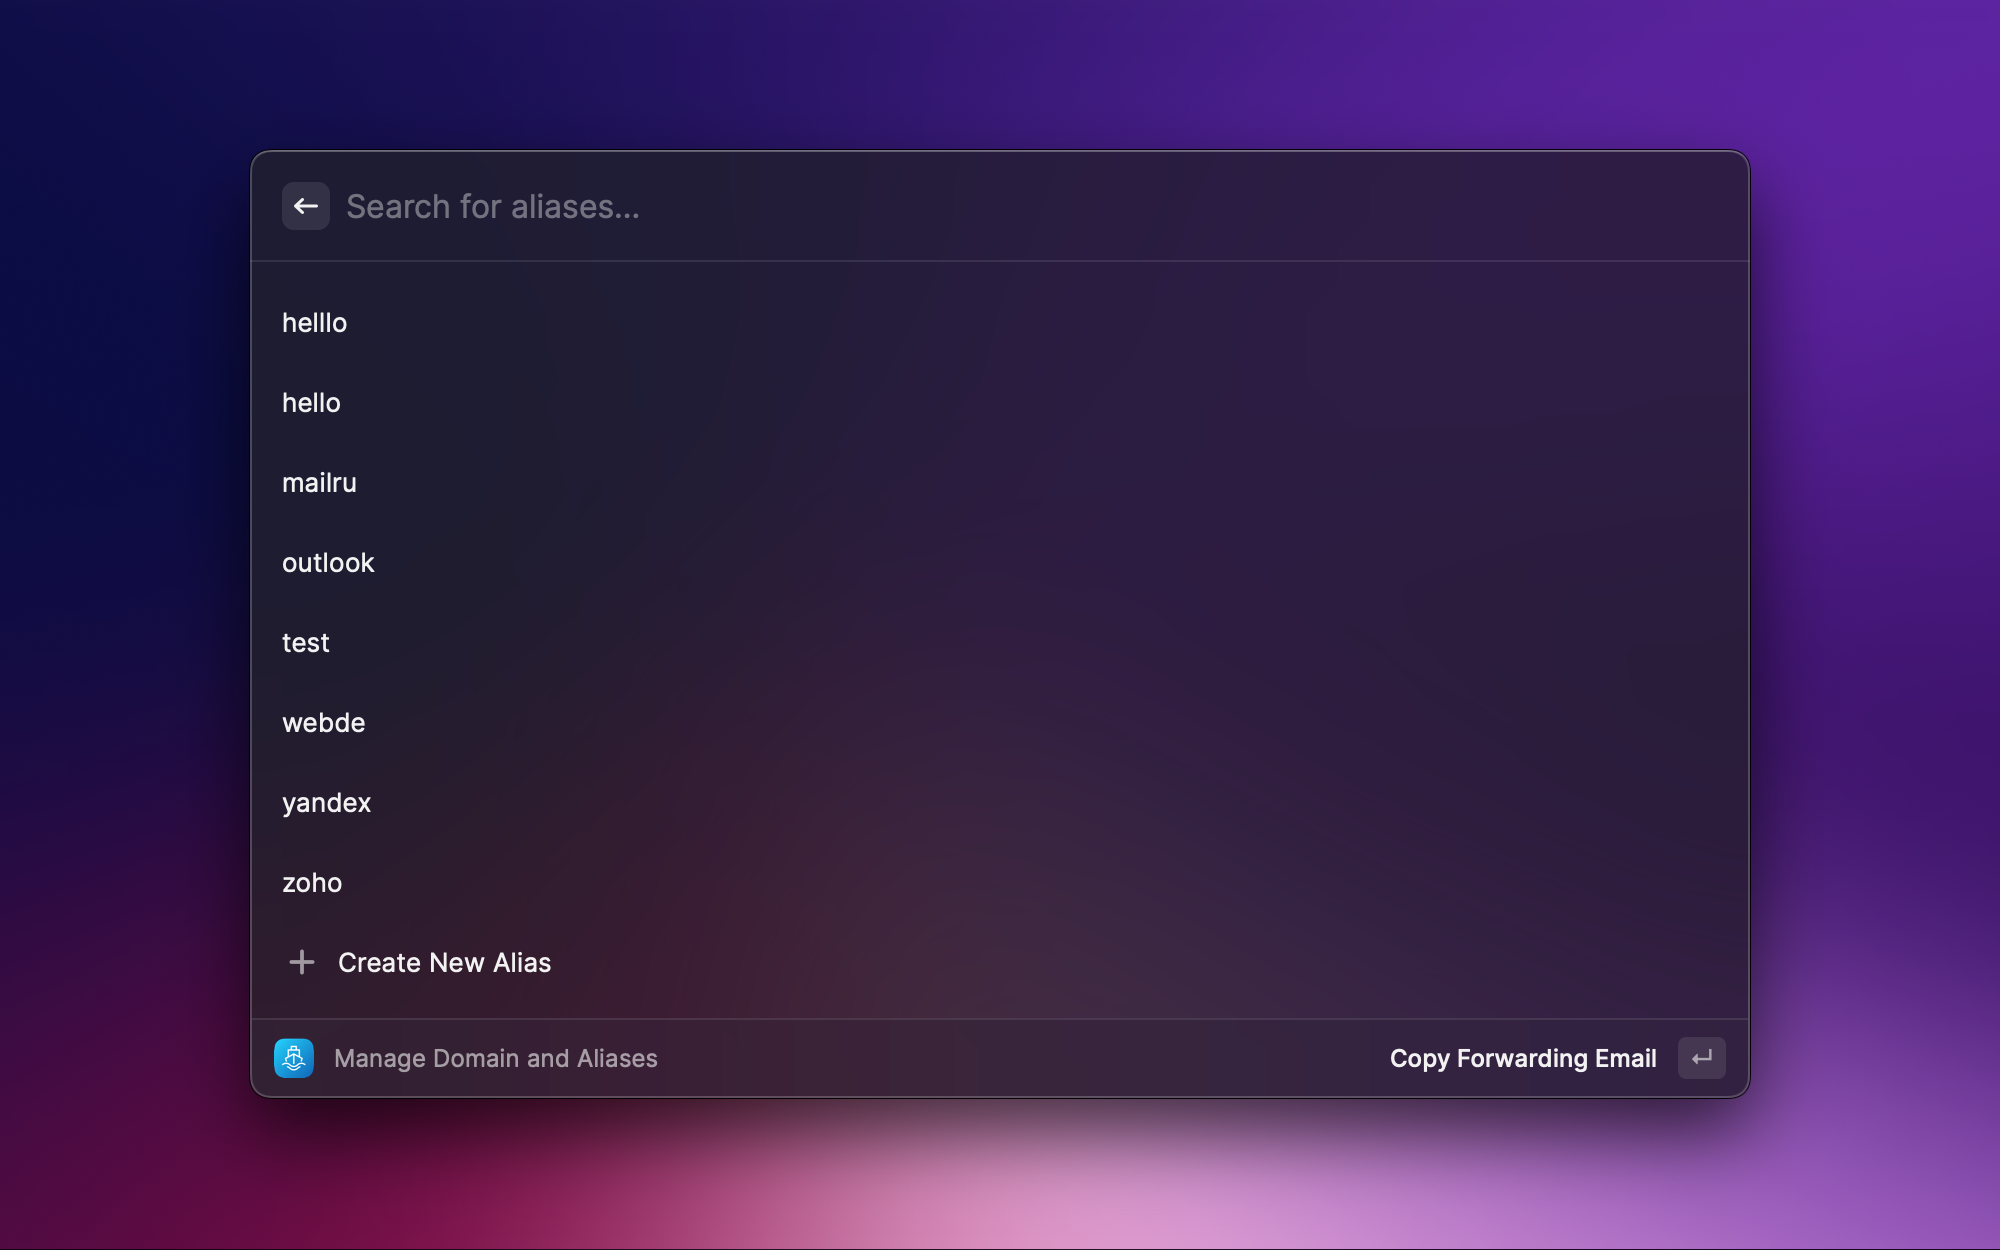 Search for aliases...
helllo
hello
mailru
outlook
test
webde
yandex
zoho
Create New Alias
Manage Domain and Aliases
Copy Forwarding Email